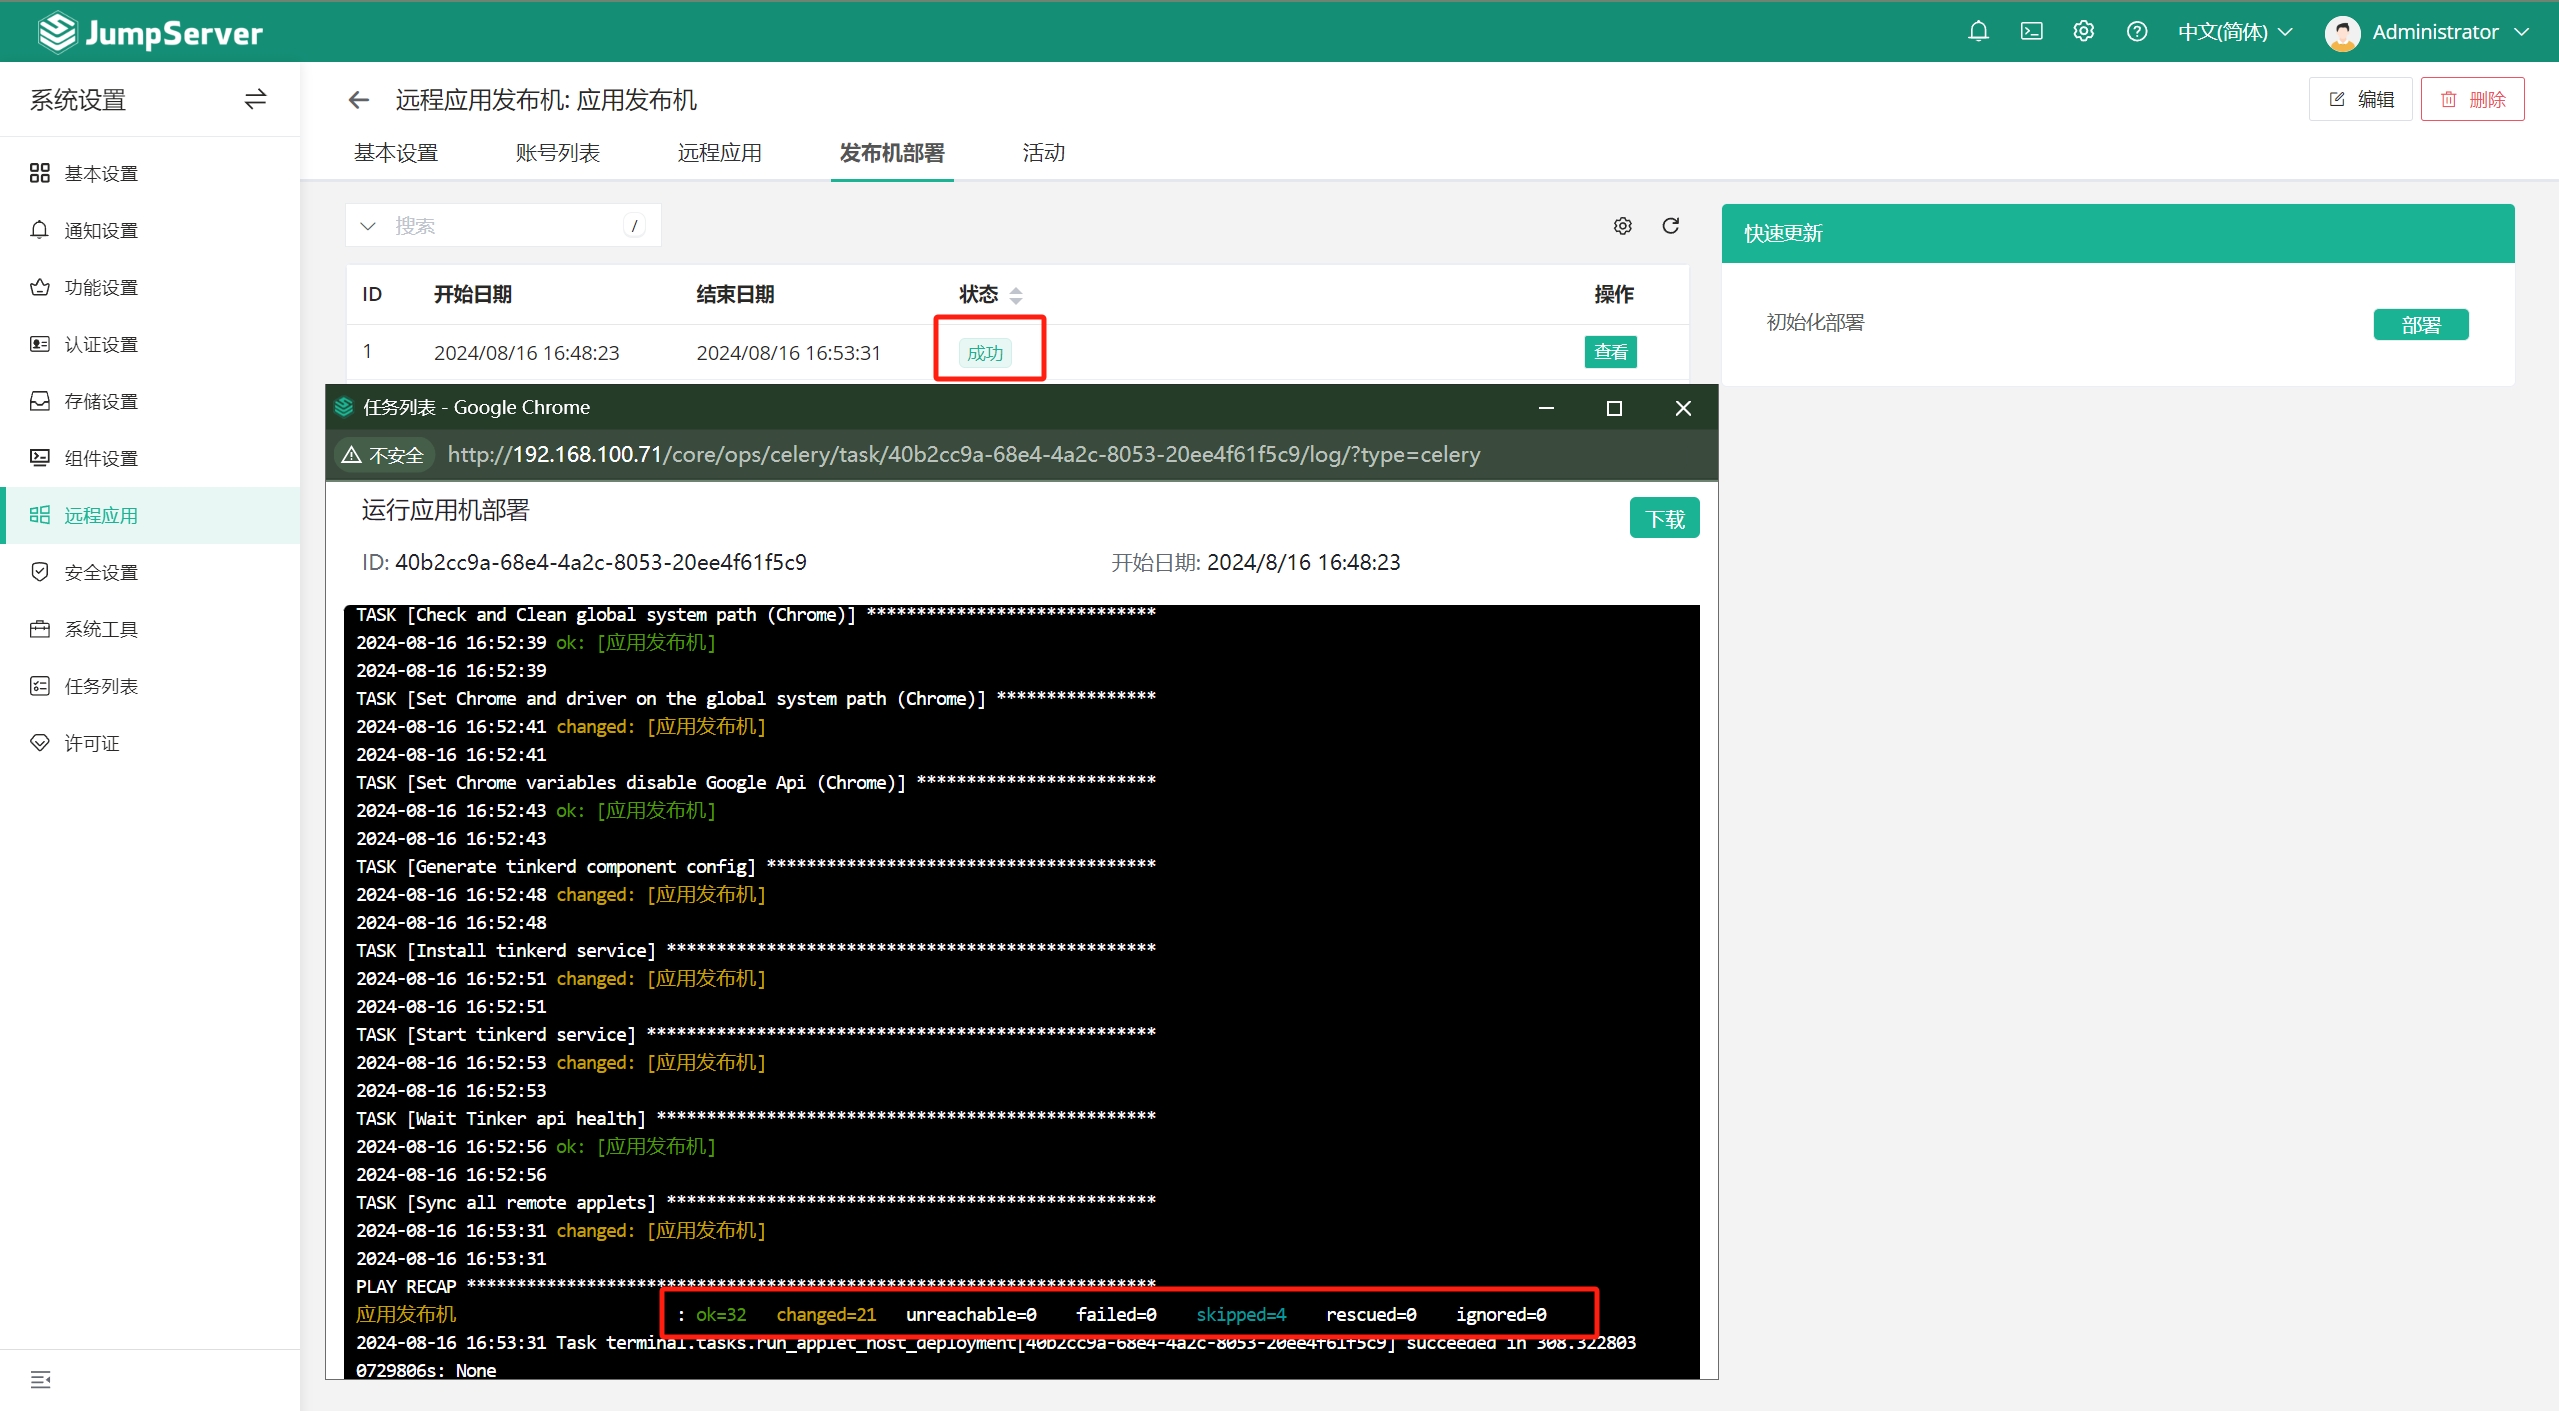 JumpServer
中文(简体)
Administrator
系统设置
基本设置
通知设置
功能设置
认证设置
存储设置
组件设置
远程应用
安全设置
系统工具
任务列表
许可证
远程应用发布机: 应用发布机
编辑
删除
基本设置 账号列表 远程应用 发布机部署 活动
搜索 /
ID 开始日期 结束日期 状态 操作
1 2024/08/16 16:48:23 2024/08/16 16:53:31 成功 查看
快速更新
初始化部署 部署
任务列表 - Google Chrome
不安全 http://192.168.100.71/core/ops/celery/task/40b2cc9a-68e4-4a2c-8053-20ee4f61f5c9/log/?type=celery
运行应用机部署
下载
ID: 40b2cc9a-68e4-4a2c-8053-20ee4f61f5c9 开始日期: 2024/8/16 16:48:23
TASK [Check and Clean global system path (Chrome)] *****************************
2024-08-16 16:52:39 ok: [应用发布机]
2024-08-16 16:52:39
TASK [Set Chrome and driver on the global system path (Chrome)] ****************
2024-08-16 16:52:41 changed: [应用发布机]
2024-08-16 16:52:41
TASK [Set Chrome variables disable Google Api (Chrome)] ************************
2024-08-16 16:52:43 ok: [应用发布机]
2024-08-16 16:52:43
TASK [Generate tinkerd component config] ***************************************
2024-08-16 16:52:48 changed: [应用发布机]
2024-08-16 16:52:48
TASK [Install tinkerd service] *************************************************
2024-08-16 16:52:51 changed: [应用发布机]
2024-08-16 16:52:51
TASK [Start tinkerd service] ***************************************************
2024-08-16 16:52:53 changed: [应用发布机]
2024-08-16 16:52:53
TASK [Wait Tinker api health] **************************************************
2024-08-16 16:52:56 ok: [应用发布机]
2024-08-16 16:52:56
TASK [Sync all remote applets] *************************************************
2024-08-16 16:53:31 changed: [应用发布机]
2024-08-16 16:53:31
PLAY RECAP *********************************************************************
应用发布机 : ok=32 changed=21 unreachable=0 failed=0 skipped=4 rescued=0 ignored=0
2024-08-16 16:53:31 Task terminal.tasks.run_applet_host_deployment[40b2cc9a-68e4-4a2c-8053-20ee4f61f5c9] succeeded in 308.322803
0729806s: None